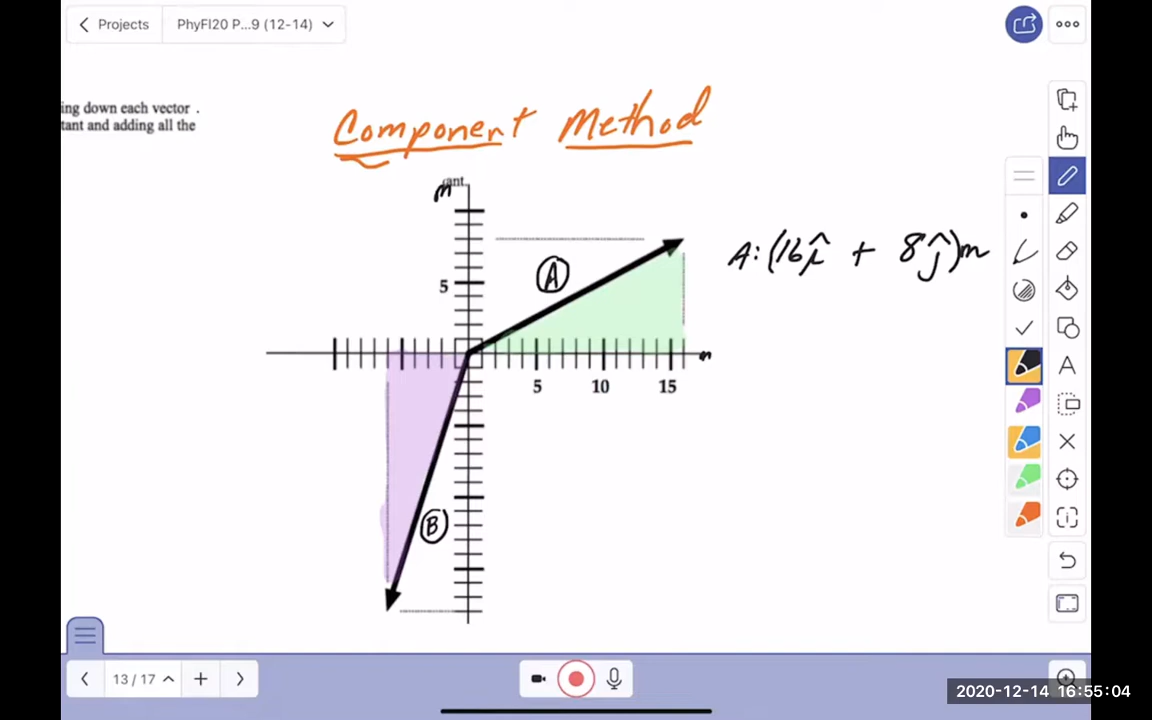 Projects
PhyFl20 P...9 (12-14)
ing down each vector .
tant and adding all the
Component Method
m
ant.
A
A: (16î + 8ĵ)m
5
m
5 10 15
B
13 / 17
2020-12-14 16:55:04